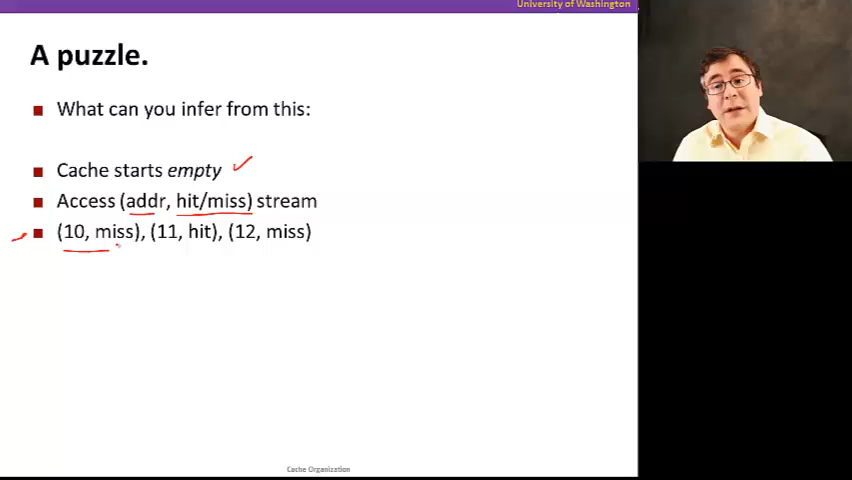 University of Washington
A puzzle.
What can you infer from this:
Cache starts empty
Access (addr, hit/miss) stream
(10, miss), (11, hit), (12, miss)
Cache Organization